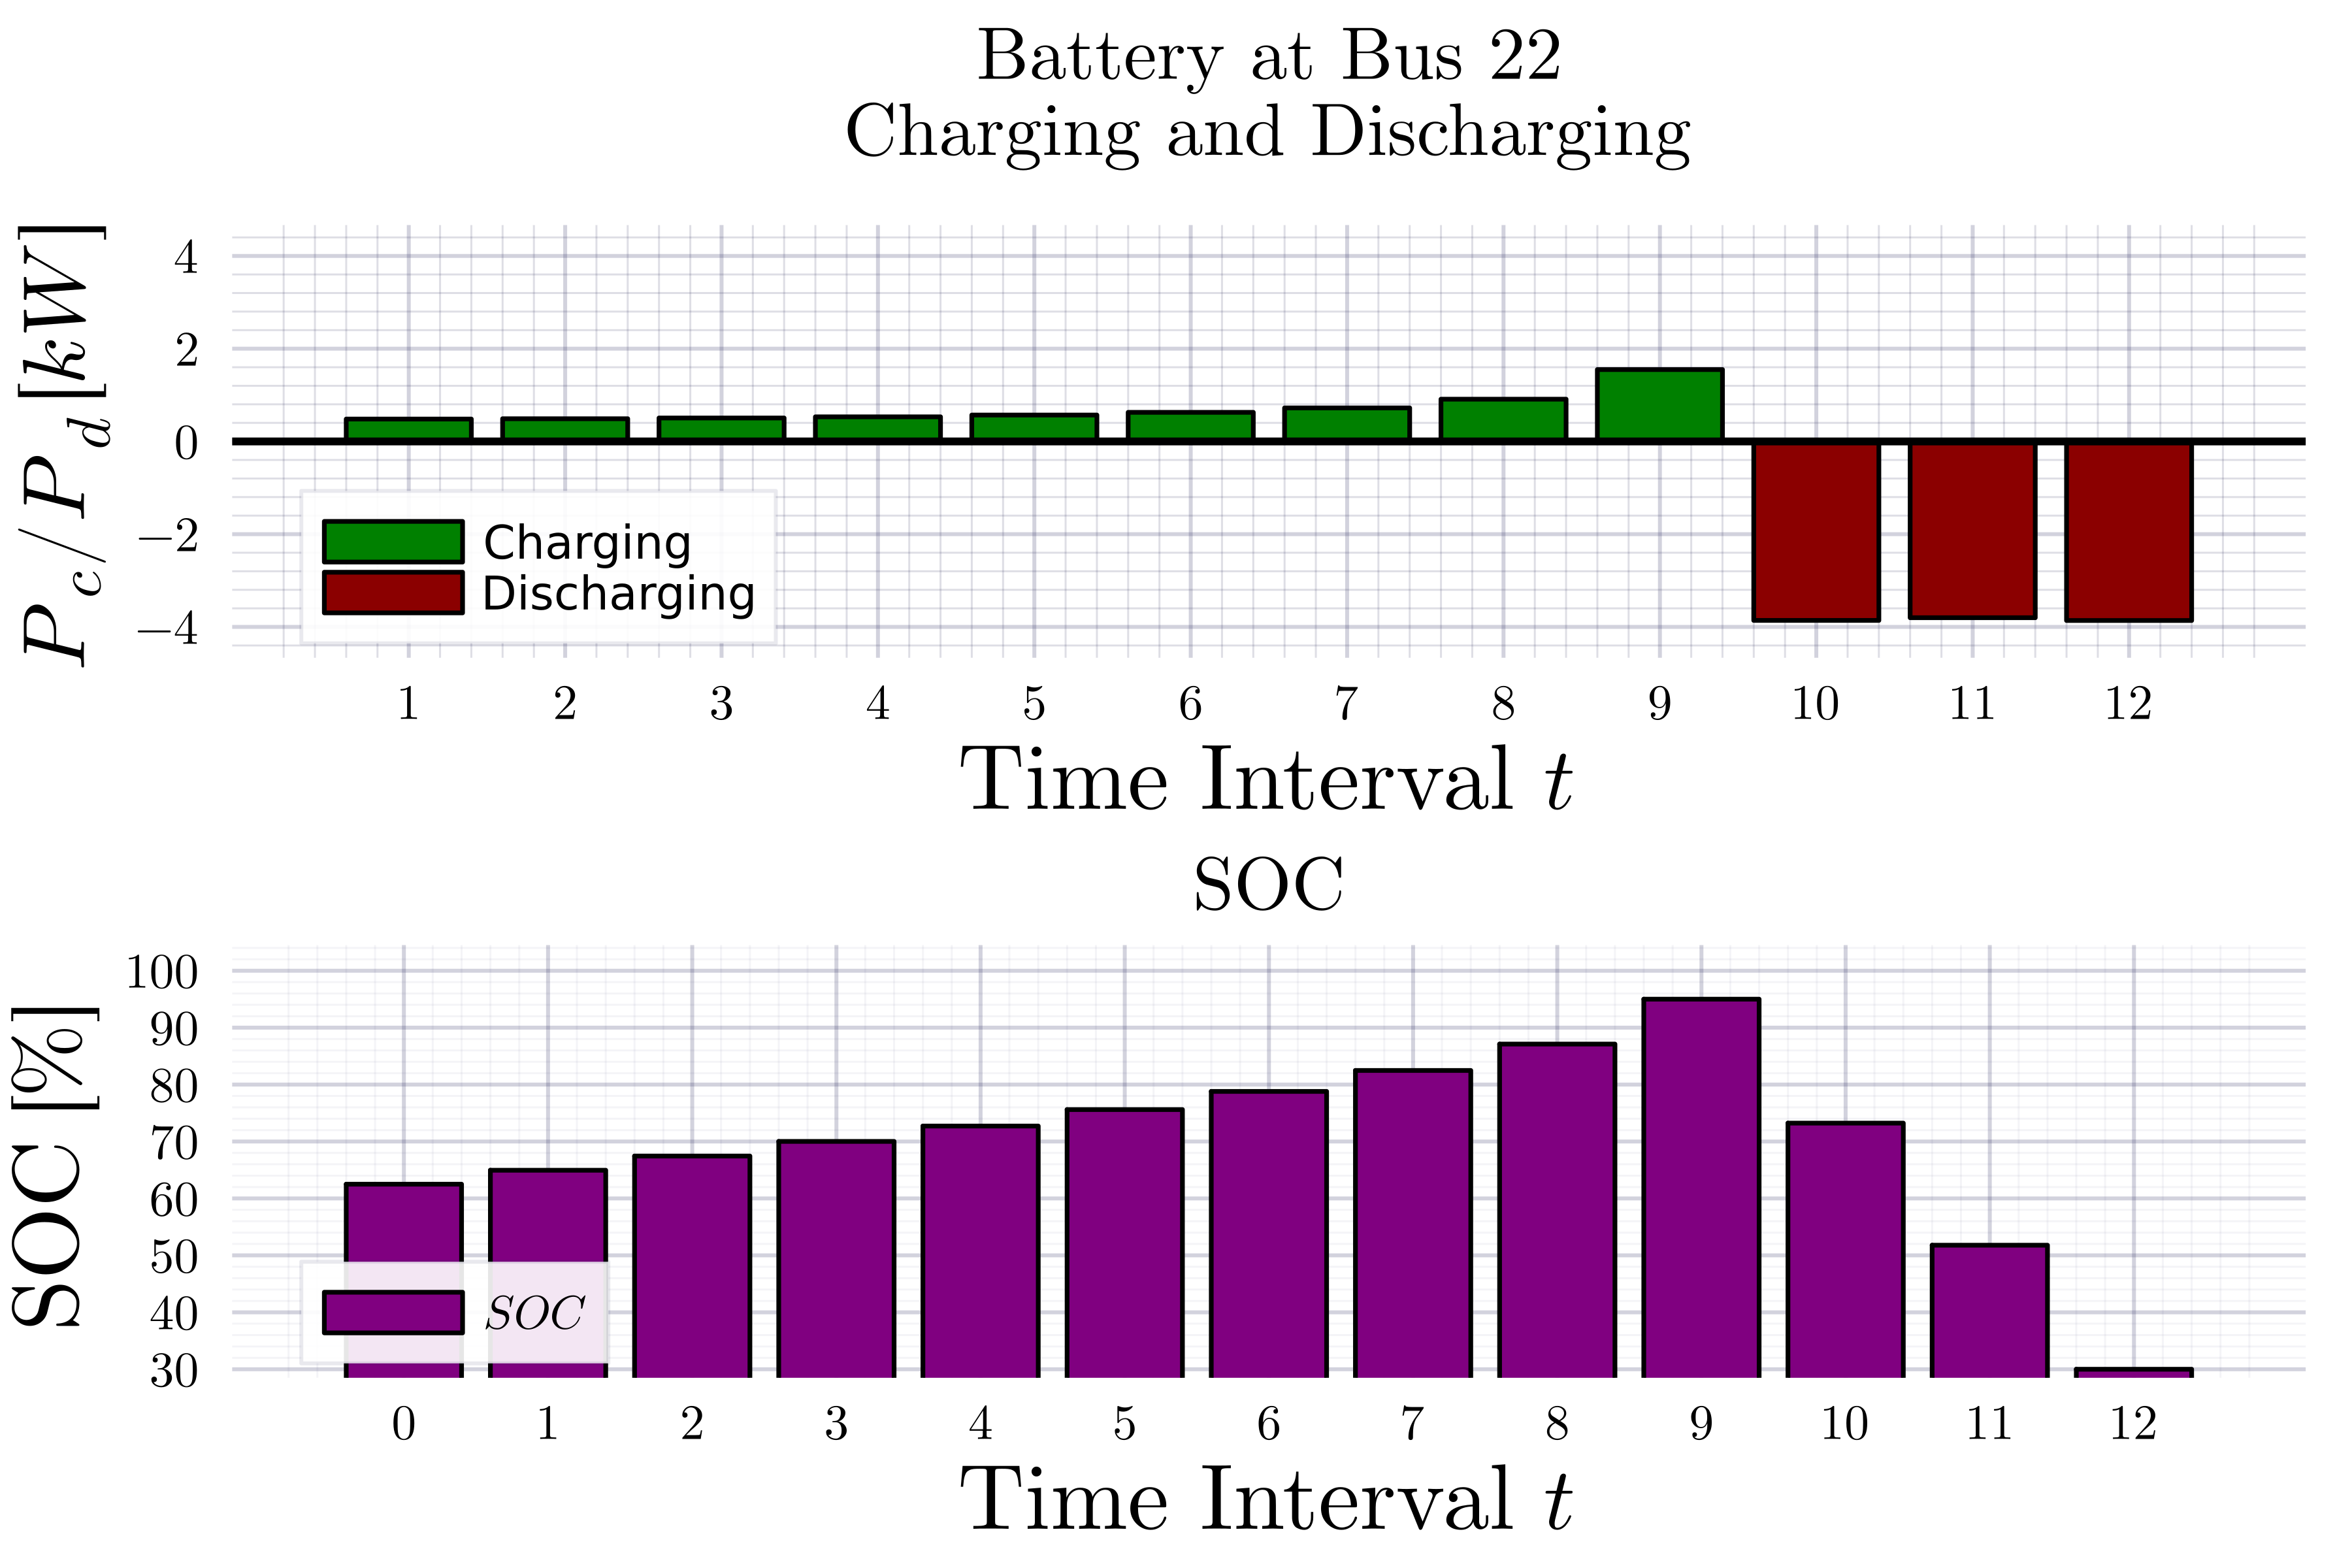 Battery at Bus 22
Charging and Discharging
P_c/P_d [kW]
4
2
0
−2
−4
Charging
Discharging
1 2 3 4 5 6 7 8 9 10 11 12
Time Interval t
SOC
SOC [%]
100
90
80
70
60
50
40
30
SOC
0 1 2 3 4 5 6 7 8 9 10 11 12
Time Interval t